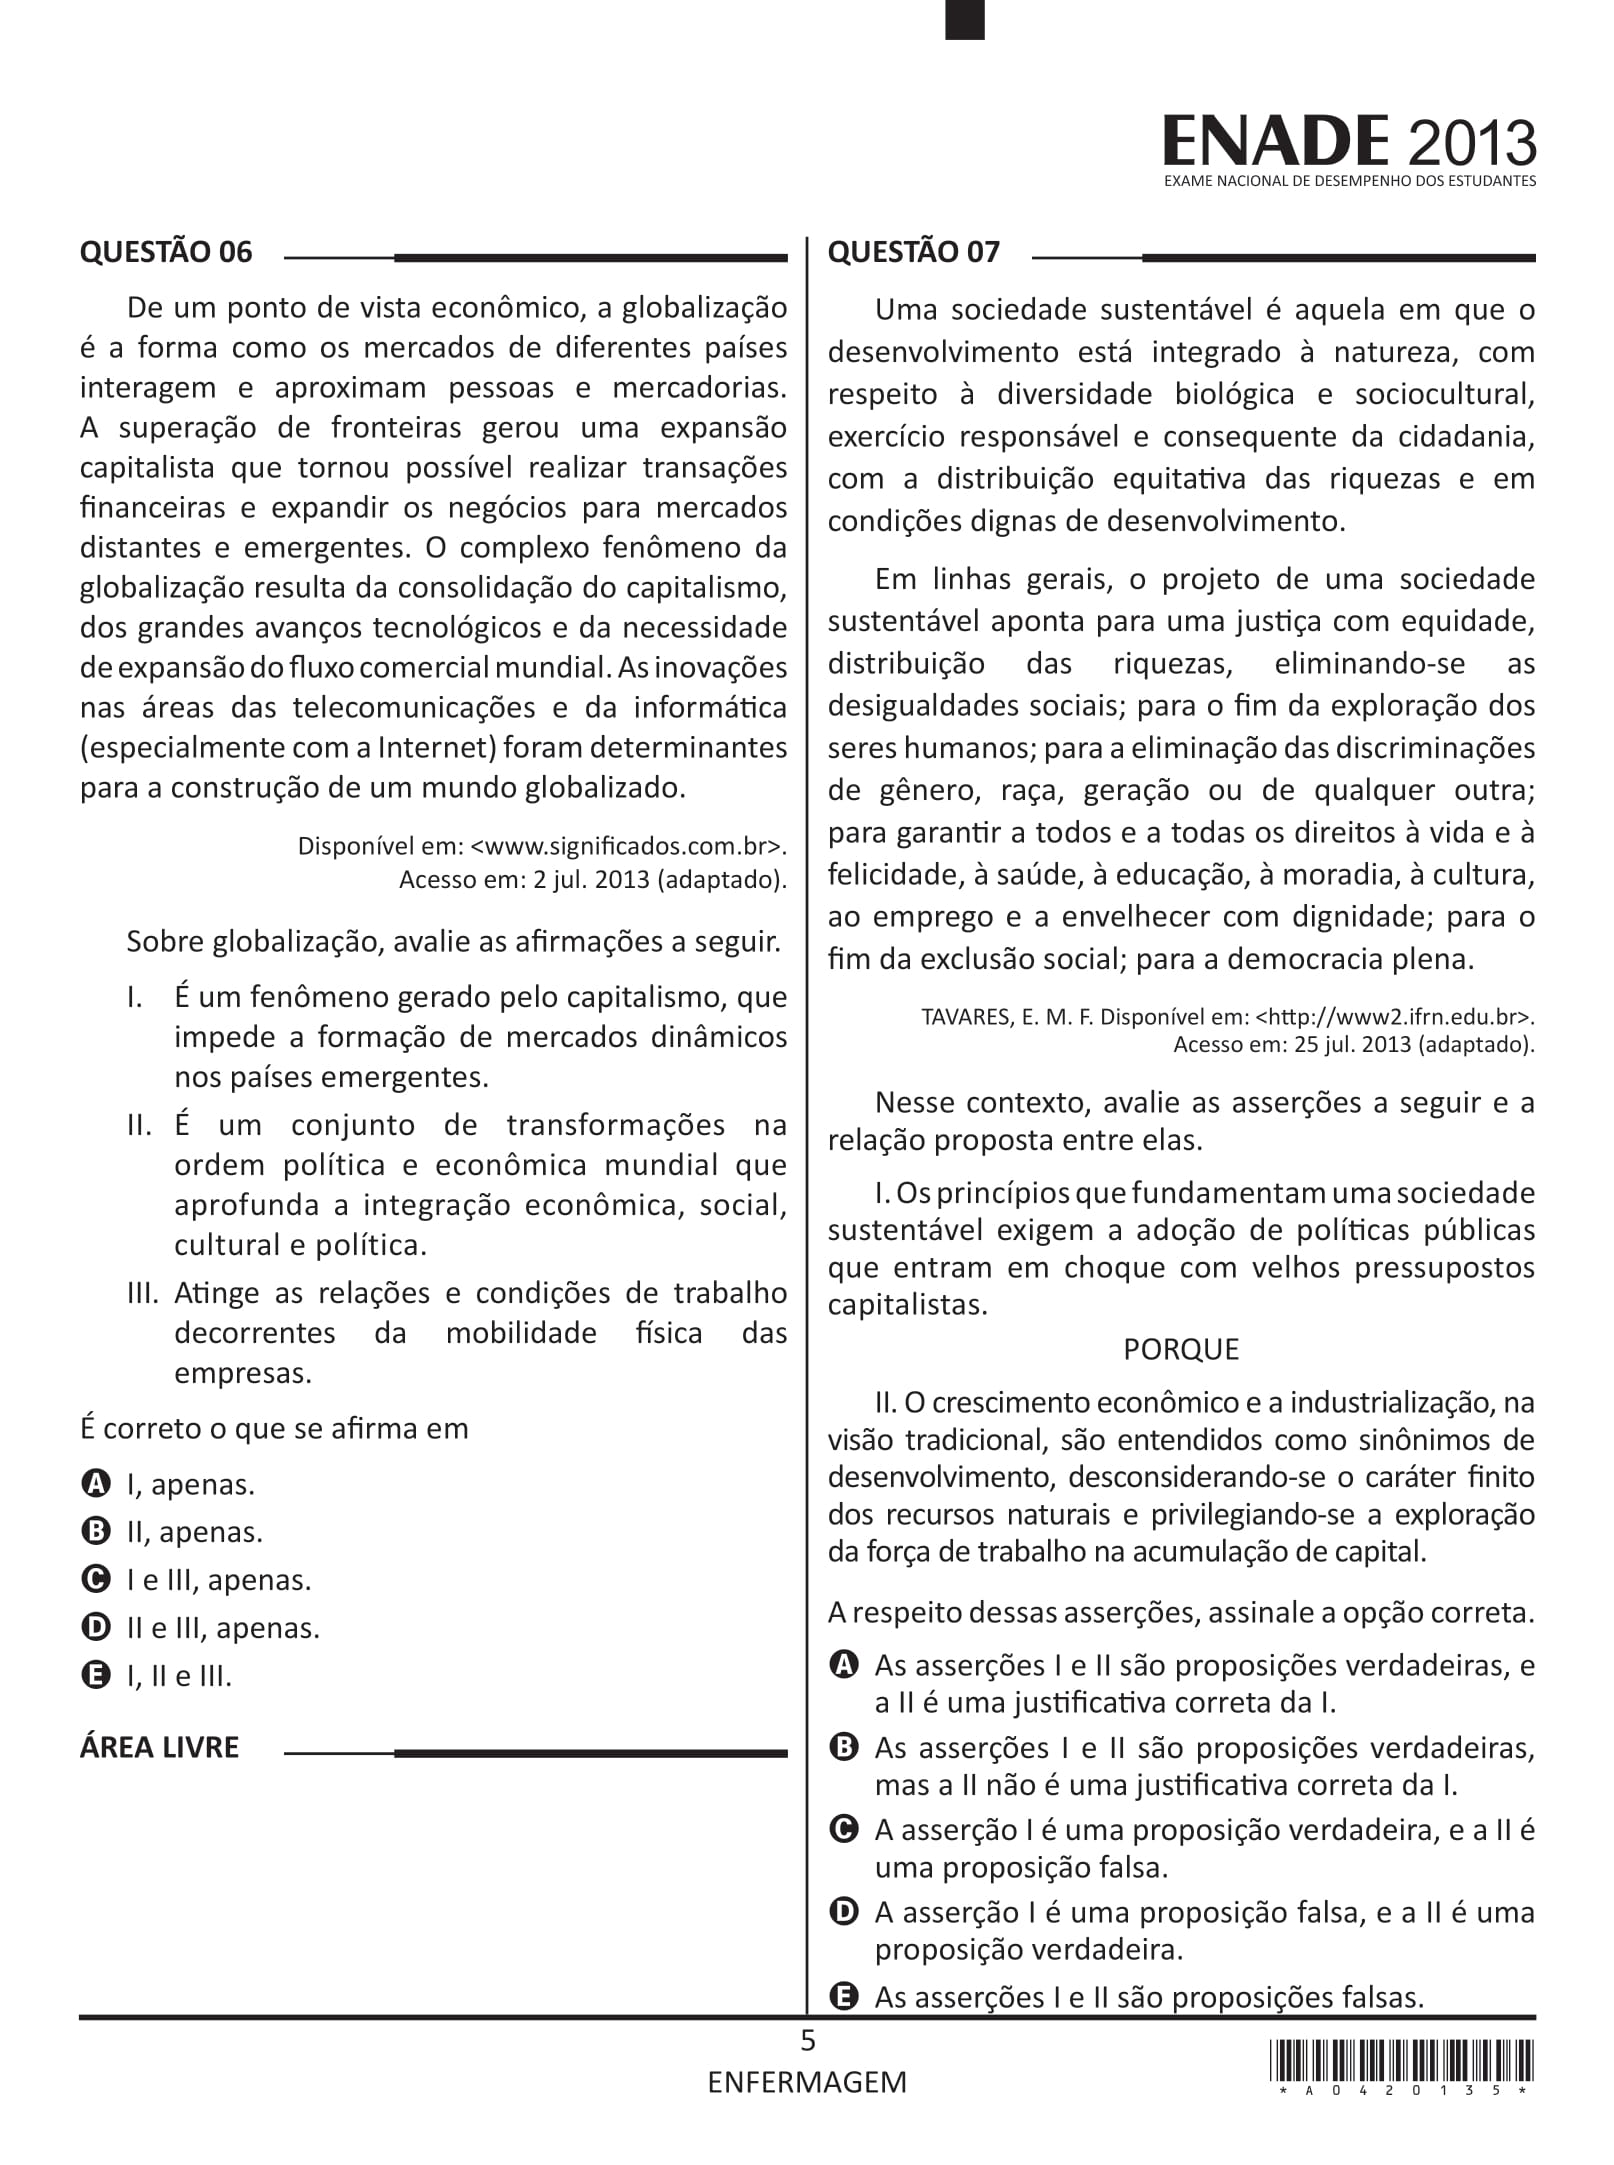 ENADE 2013
EXAME NACIONAL DE DESEMPENHO DOS ESTUDANTES
QUESTÃO 06
De um ponto de vista econômico, a globalização
é a forma como os mercados de diferentes países
interagem e aproximam pessoas e mercadorias.
A superação de fronteiras gerou uma expansão
capitalista que tornou possível realizar transações
financeiras e expandir os negócios para mercados
distantes e emergentes. O complexo fenômeno da
globalização resulta da consolidação do capitalismo,
dos grandes avanços tecnológicos e da necessidade
de expansão do fluxo comercial mundial. As inovações
nas áreas das telecomunicações e da informática
(especialmente com a Internet) foram determinantes
para a construção de um mundo globalizado.
Disponível em: <www.significados.com.br>.
Acesso em: 2 jul. 2013 (adaptado).
Sobre globalização, avalie as afirmações a seguir.
I. É um fenômeno gerado pelo capitalismo, que
impede a formação de mercados dinâmicos
nos países emergentes.
II. É um conjunto de transformações na
ordem política e econômica mundial que
aprofunda a integração econômica, social,
cultural e política.
III. Atinge as relações e condições de trabalho
decorrentes da mobilidade física das
empresas.
É correto o que se afirma em
A I, apenas.
B II, apenas.
C I e III, apenas.
D II e III, apenas.
E I, II e III.
ÁREA LIVRE
QUESTÃO 07
Uma sociedade sustentável é aquela em que o
desenvolvimento está integrado à natureza, com
respeito à diversidade biológica e sociocultural,
exercício responsável e consequente da cidadania,
com a distribuição equitativa das riquezas e em
condições dignas de desenvolvimento.
Em linhas gerais, o projeto de uma sociedade
sustentável aponta para uma justiça com equidade,
distribuição das riquezas, eliminando-se as
desigualdades sociais; para o fim da exploração dos
seres humanos; para a eliminação das discriminações
de gênero, raça, geração ou de qualquer outra;
para garantir a todos e a todas os direitos à vida e à
felicidade, à saúde, à educação, à moradia, à cultura,
ao emprego e a envelhecer com dignidade; para o
fim da exclusão social; para a democracia plena.
TAVARES, E. M. F. Disponível em: <http://www2.ifrn.edu.br>.
Acesso em: 25 jul. 2013 (adaptado).
Nesse contexto, avalie as asserções a seguir e a
relação proposta entre elas.
I. Os princípios que fundamentam uma sociedade
sustentável exigem a adoção de políticas públicas
que entram em choque com velhos pressupostos
capitalistas.
PORQUE
II. O crescimento econômico e a industrialização, na
visão tradicional, são entendidos como sinônimos de
desenvolvimento, desconsiderando-se o caráter finito
dos recursos naturais e privilegiando-se a exploração
da força de trabalho na acumulação de capital.
A respeito dessas asserções, assinale a opção correta.
A As asserções I e II são proposições verdadeiras, e
a II é uma justificativa correta da I.
B As asserções I e II são proposições verdadeiras,
mas a II não é uma justificativa correta da I.
C A asserção I é uma proposição verdadeira, e a II é
uma proposição falsa.
D A asserção I é uma proposição falsa, e a II é uma
proposição verdadeira.
E As asserções I e II são proposições falsas.
5
ENFERMAGEM
*A0420135*